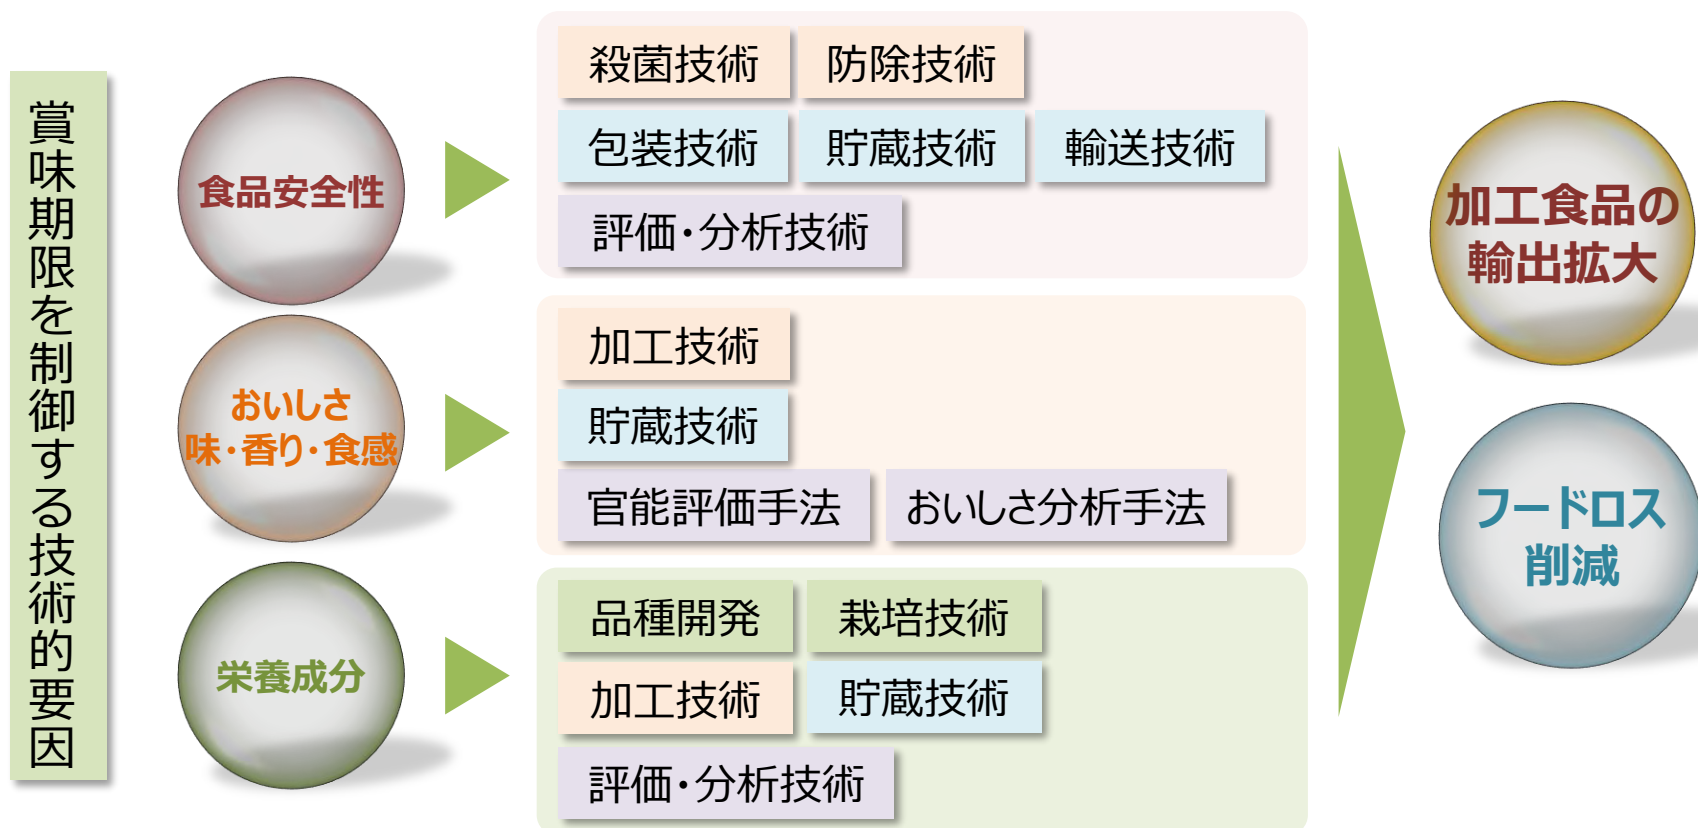 賞味期限を制御する技術的要因
食品安全性
殺菌技術 防除技術
包装技術 貯蔵技術 輸送技術
評価・分析技術
おいしさ
味・香り・食感
加工技術
貯蔵技術
官能評価手法 おいしさ分析手法
栄養成分
品種開発 栽培技術
加工技術 貯蔵技術
評価・分析技術
加工食品の
輸出拡大
フードロス
削減